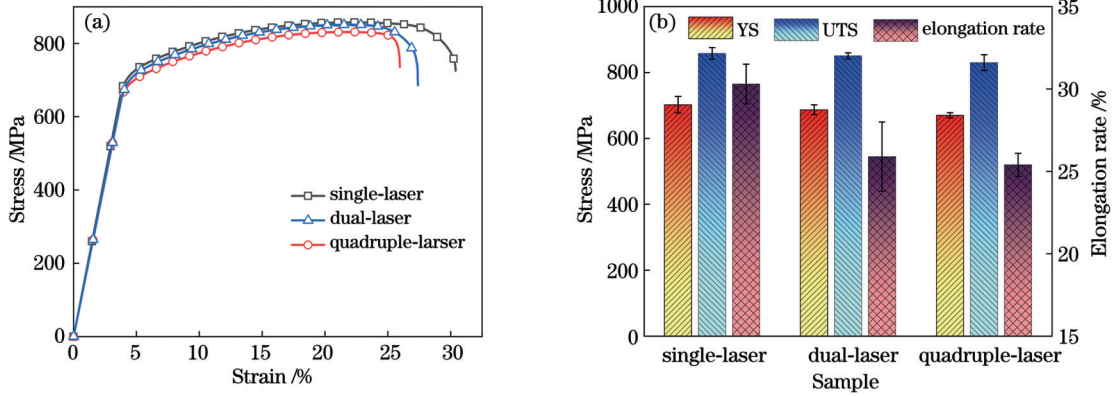 (a)
800
600
400
200
0
Stress /MPa
0 5 10 15 20 25 30
Strain /%
single-laser
dual-laser
quadruple-larser
(b)
YS UTS elongation rate
1000
800
600
400
200
0
Stress /MPa
35
30
25
20
15
Elongation rate /%
single-laser dual-laser quadruple-laser
Sample